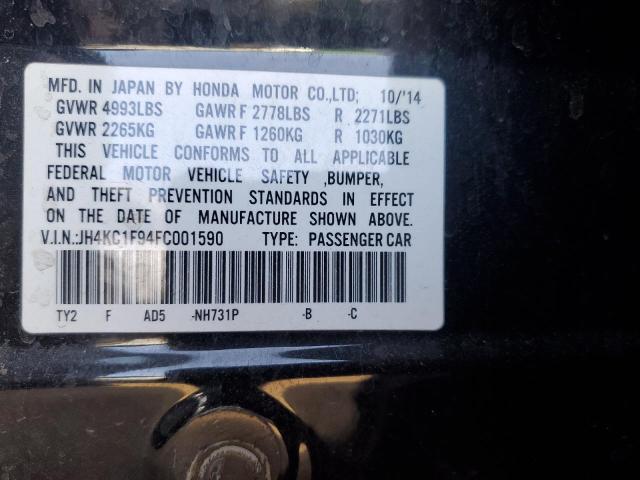 MFD. IN JAPAN BY HONDA MOTOR CO.,LTD; 10/'14
GVWR 4993LBS GAWR F 2778LBS R 2271LBS
GVWR 2265KG GAWR F 1260KG R 1030KG
THIS VEHICLE CONFORMS TO ALL APPLICABLE
FEDERAL MOTOR VEHICLE SAFETY ,BUMPER,
AND THEFT PREVENTION STANDARDS IN EFFECT
ON THE DATE OF MANUFACTURE SHOWN ABOVE.
V.I.N.:JH4KC1F94FC001590 TYPE: PASSENGER CAR
TY2 F AD5 -NH731P -B -C